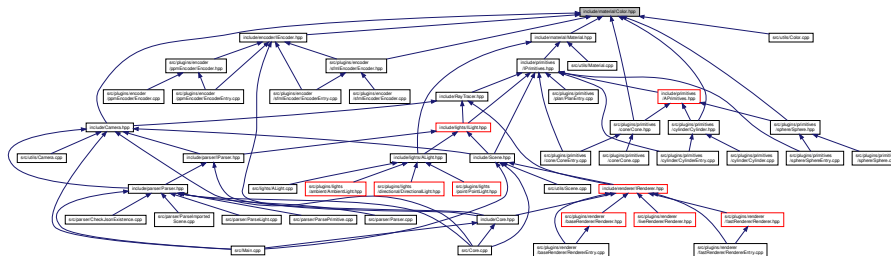 include/material/Color.hpp
include/encoder/IEncoder.hpp
include/material/Material.hpp
src/utils/Color.cpp
src/plugins/encoder
/ppmEncoder/Encoder.hpp
src/plugins/encoder
/sfmlEncoder/Encoder.hpp
include/primitives
/IPrimitives.hpp
src/utils/Material.cpp
src/plugins/encoder
/ppmEncoder/Encoder.cpp
src/plugins/encoder
/ppmEncoder/EncoderEntry.cpp
src/plugins/encoder
/sfmlEncoder/EncoderEntry.cpp
src/plugins/encoder
/sfmlEncoder/Encoder.cpp
include/RayTracer.hpp
src/plugins/primitives
/plan/PlanEntry.cpp
include/primitives
/APrimitives.hpp
include/Camera.hpp
include/lights/ILight.hpp
src/plugins/primitives
/cone/Cone.hpp
src/plugins/primitives
/cylinder/Cylinder.hpp
src/plugins/primitives
/sphere/Sphere.hpp
src/utils/Camera.cpp
include/parser/IParser.hpp
include/lights/ALight.hpp
include/Scene.hpp
src/plugins/primitives
/cone/ConeEntry.cpp
src/plugins/primitives
/cone/Cone.cpp
src/plugins/primitives
/cylinder/CylindreEntry.cpp
src/plugins/primitives
/cylinder/Cylinder.cpp
src/plugins/primitives
/sphere/SphereEntry.cpp
src/plugins/primitives
/sphere/Sphere.cpp
include/parser/Parser.hpp
src/lights/ALight.cpp
src/plugins/lights
/ambient/AmbientLight.hpp
src/plugins/lights
/directional/DirectionalLight.hpp
src/plugins/lights
/point/PointLight.hpp
src/utils/Scene.cpp
include/renderer/IRenderer.hpp
src/parser/CheckJsonExistence.cpp
src/parser/ParseImported
Scene.cpp
src/parser/ParseLight.cpp
src/parser/ParsePrimitive.cpp
src/parser/Parser.cpp
include/Core.hpp
src/plugins/renderer
/baseRenderer/Renderer.hpp
src/plugins/renderer
/liveRenderer/Renderer.hpp
src/plugins/renderer
/fastRenderer/Renderer.hpp
src/Main.cpp
src/Core.cpp
src/plugins/renderer
/baseRenderer/RendererEntry.cpp
src/plugins/renderer
/fastRenderer/RendererEntry.cpp